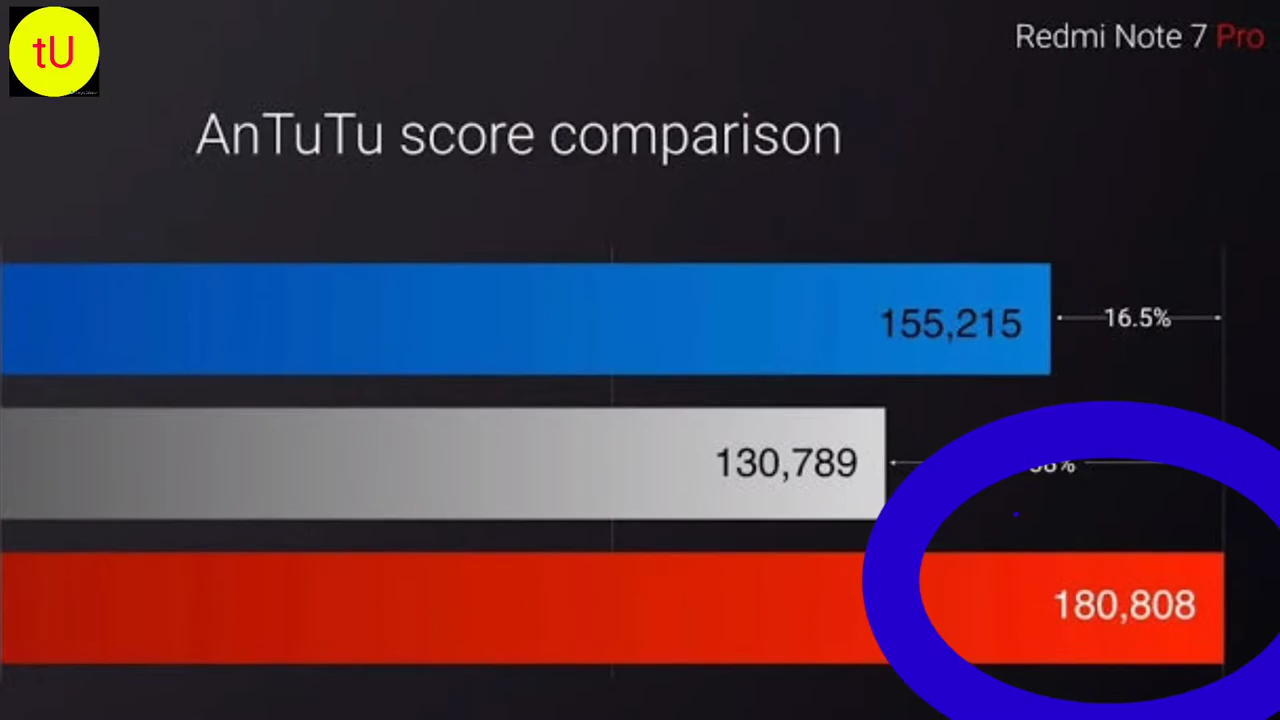 tU
Redmi Note 7 Pro
AnTuTu score comparison
155,215
16.5%
130,789
180,808